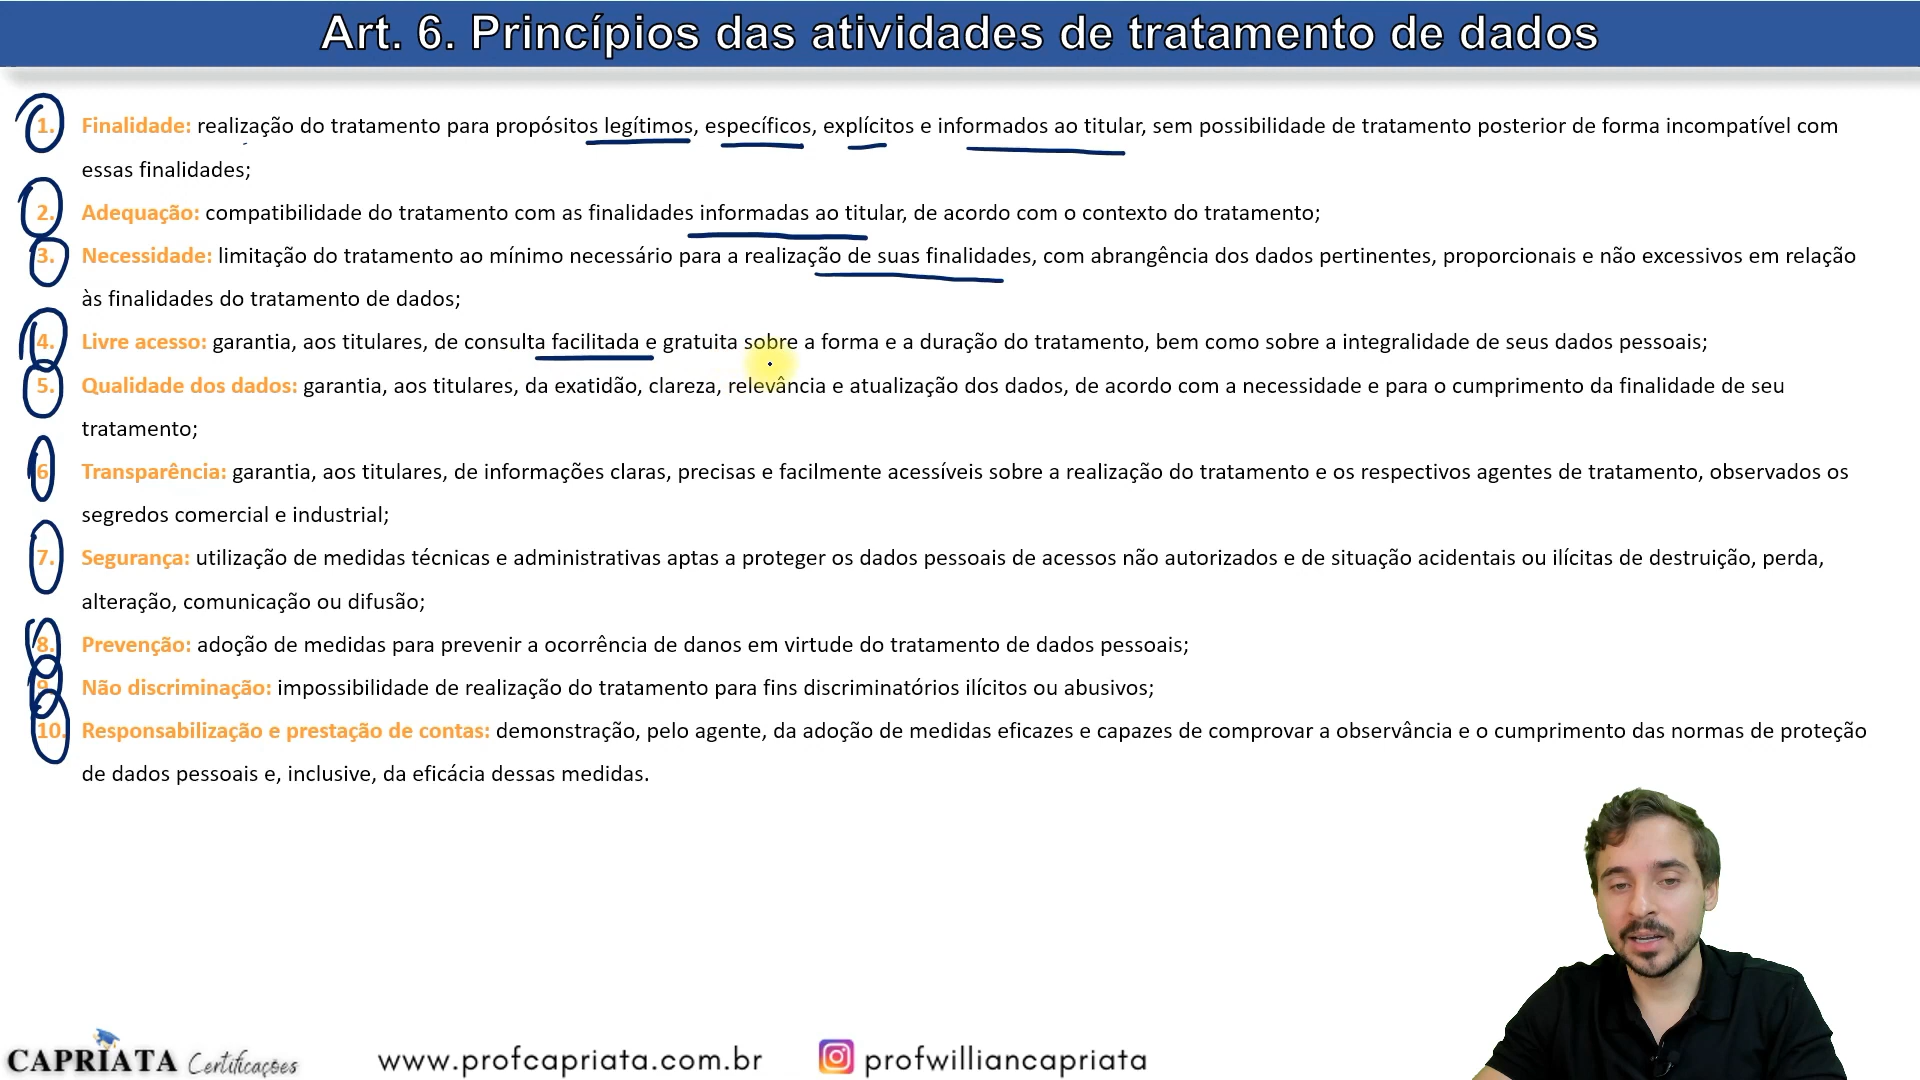 Art. 6. Princípios das atividades de tratamento de dados
1. Finalidade: realização do tratamento para propósitos legítimos, específicos, explícitos e informados ao titular, sem possibilidade de tratamento posterior de forma incompatível com
essas finalidades;
2. Adequação: compatibilidade do tratamento com as finalidades informadas ao titular, de acordo com o contexto do tratamento;
3. Necessidade: limitação do tratamento ao mínimo necessário para a realização de suas finalidades, com abrangência dos dados pertinentes, proporcionais e não excessivos em relação
às finalidades do tratamento de dados;
4. Livre acesso: garantia, aos titulares, de consulta facilitada e gratuita sobre a forma e a duração do tratamento, bem como sobre a integralidade de seus dados pessoais;
5. Qualidade dos dados: garantia, aos titulares, da exatidão, clareza, relevância e atualização dos dados, de acordo com a necessidade e para o cumprimento da finalidade de seu
tratamento;
6. Transparência: garantia, aos titulares, de informações claras, precisas e facilmente acessíveis sobre a realização do tratamento e os respectivos agentes de tratamento, observados os
segredos comercial e industrial;
7. Segurança: utilização de medidas técnicas e administrativas aptas a proteger os dados pessoais de acessos não autorizados e de situação acidentais ou ilícitas de destruição, perda,
alteração, comunicação ou difusão;
8. Prevenção: adoção de medidas para prevenir a ocorrência de danos em virtude do tratamento de dados pessoais;
9. Não discriminação: impossibilidade de realização do tratamento para fins discriminatórios ilícitos ou abusivos;
10. Responsabilização e prestação de contas: demonstração, pelo agente, da adoção de medidas eficazes e capazes de comprovar a observância e o cumprimento das normas de proteção
de dados pessoais e, inclusive, da eficácia dessas medidas.
CAPRIATA Certificações
www.profcapriata.com.br
profwilliancapriata